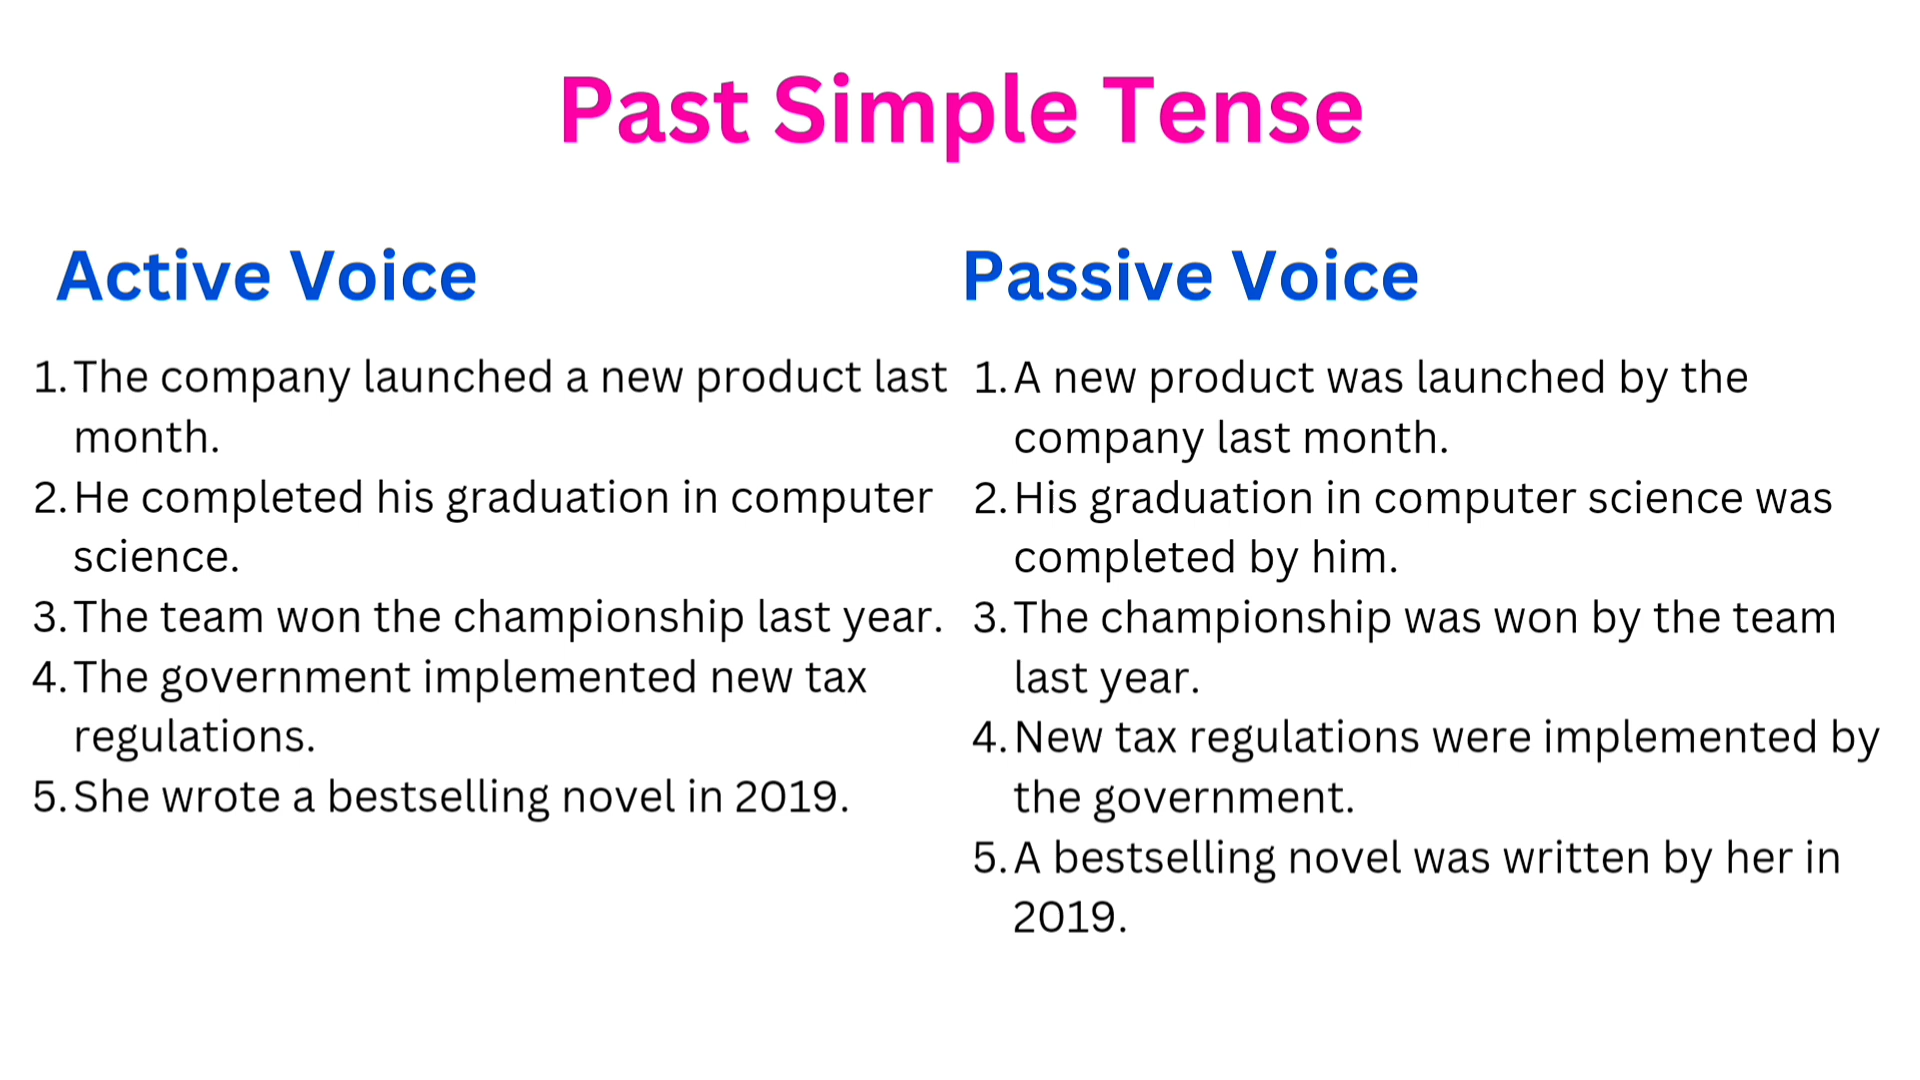 Past Simple Tense
Active Voice
1. The company launched a new product last
month.
2. He completed his graduation in computer
science.
3. The team won the championship last year.
4. The government implemented new tax
regulations.
5. She wrote a bestselling novel in 2019.
Passive Voice
1. A new product was launched by the
company last month.
2. His graduation in computer science was
completed by him.
3. The championship was won by the team
last year.
4. New tax regulations were implemented by
the government.
5. A bestselling novel was written by her in
2019.